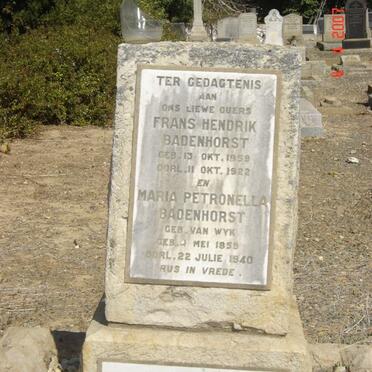 TER GEDAGTENIS
AAN
ONS LIEWE OUERS
FRANS HENDRIK
BADENHORST
GEB. 13 OKT. 1859
OORL. 11 OKT. 1922
EN
MARIA PETRONELLA
BADENHORST
GEB. VAN WYK
GEB. MEI 1859
OORL. 22 JULIE 1940
RUS IN VREDE.